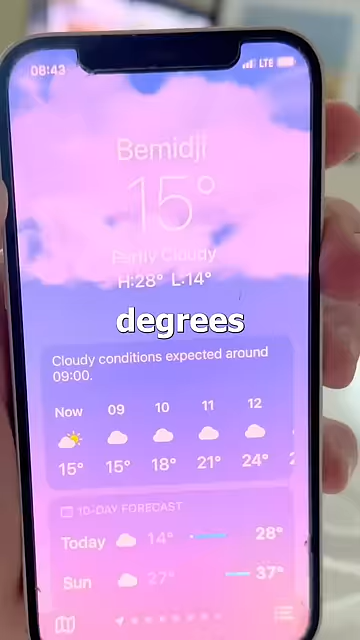 08:43 LTE
Bemidji
15°
Partly Cloudy
H:28° L:14°
degrees
Cloudy conditions expected around
09:00.
Now 09 10 11 12
15° 15° 18° 21° 24°
10-DAY FORECAST
Today 14° 28°
Sun 27° 37°